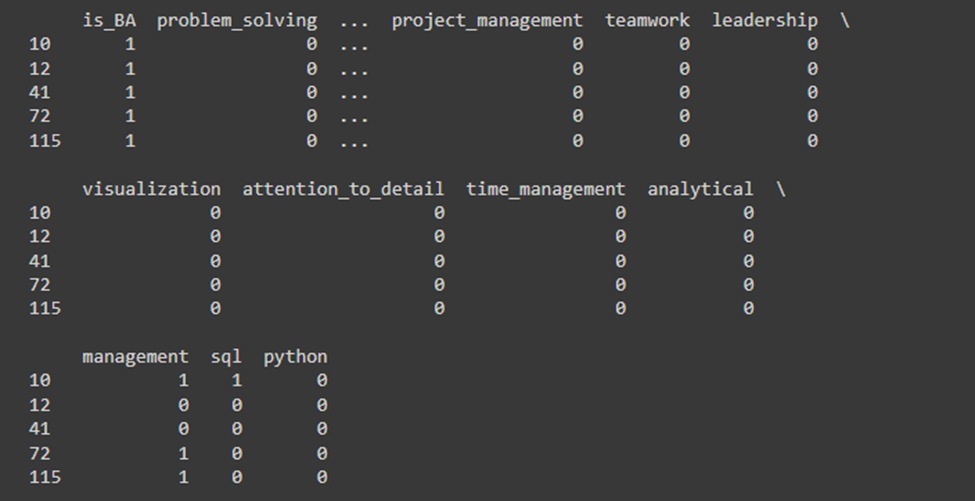 is_BA problem_solving ... project_management teamwork leadership \
10 1 0 ... 0 0 0
12 1 0 ... 0 0 0
41 1 0 ... 0 0 0
72 1 0 ... 0 0 0
115 1 0 ... 0 0 0
visualization attention_to_detail time_management analytical \
10 0 0 0 0
12 0 0 0 0
41 0 0 0 0
72 0 0 0 0
115 0 0 0 0
management sql python
10 1 1 0
12 0 0 0
41 0 0 0
72 1 0 0
115 1 0 0